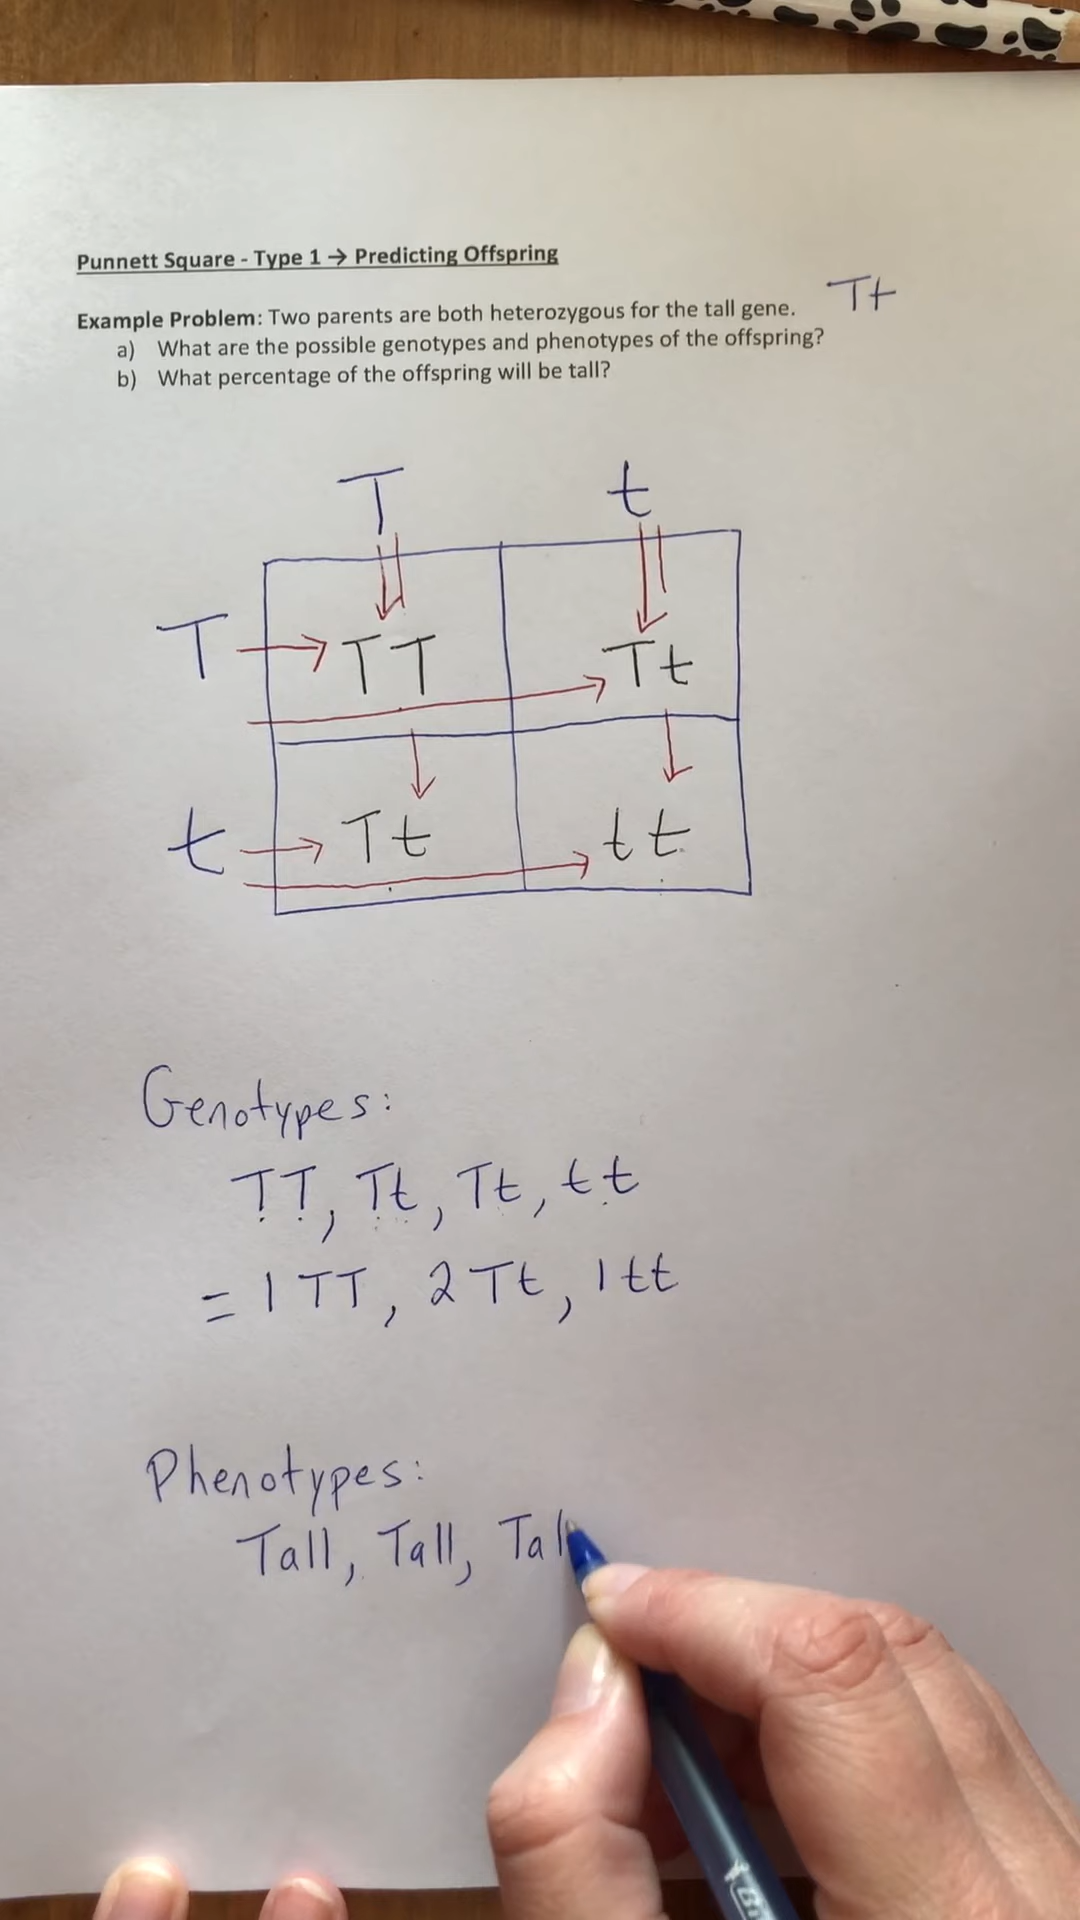 Punnett Square - Type 1 → Predicting Offspring
Tt
Example Problem: Two parents are both heterozygous for the tall gene.
a) What are the possible genotypes and phenotypes of the offspring?
b) What percentage of the offspring will be tall?
T t
T TT Tt
t Tt tt
Genotypes:
TT, Tt, Tt, tt
= 1 TT, 2 Tt, 1 tt
Phenotypes:
Tall, Tall, Tal